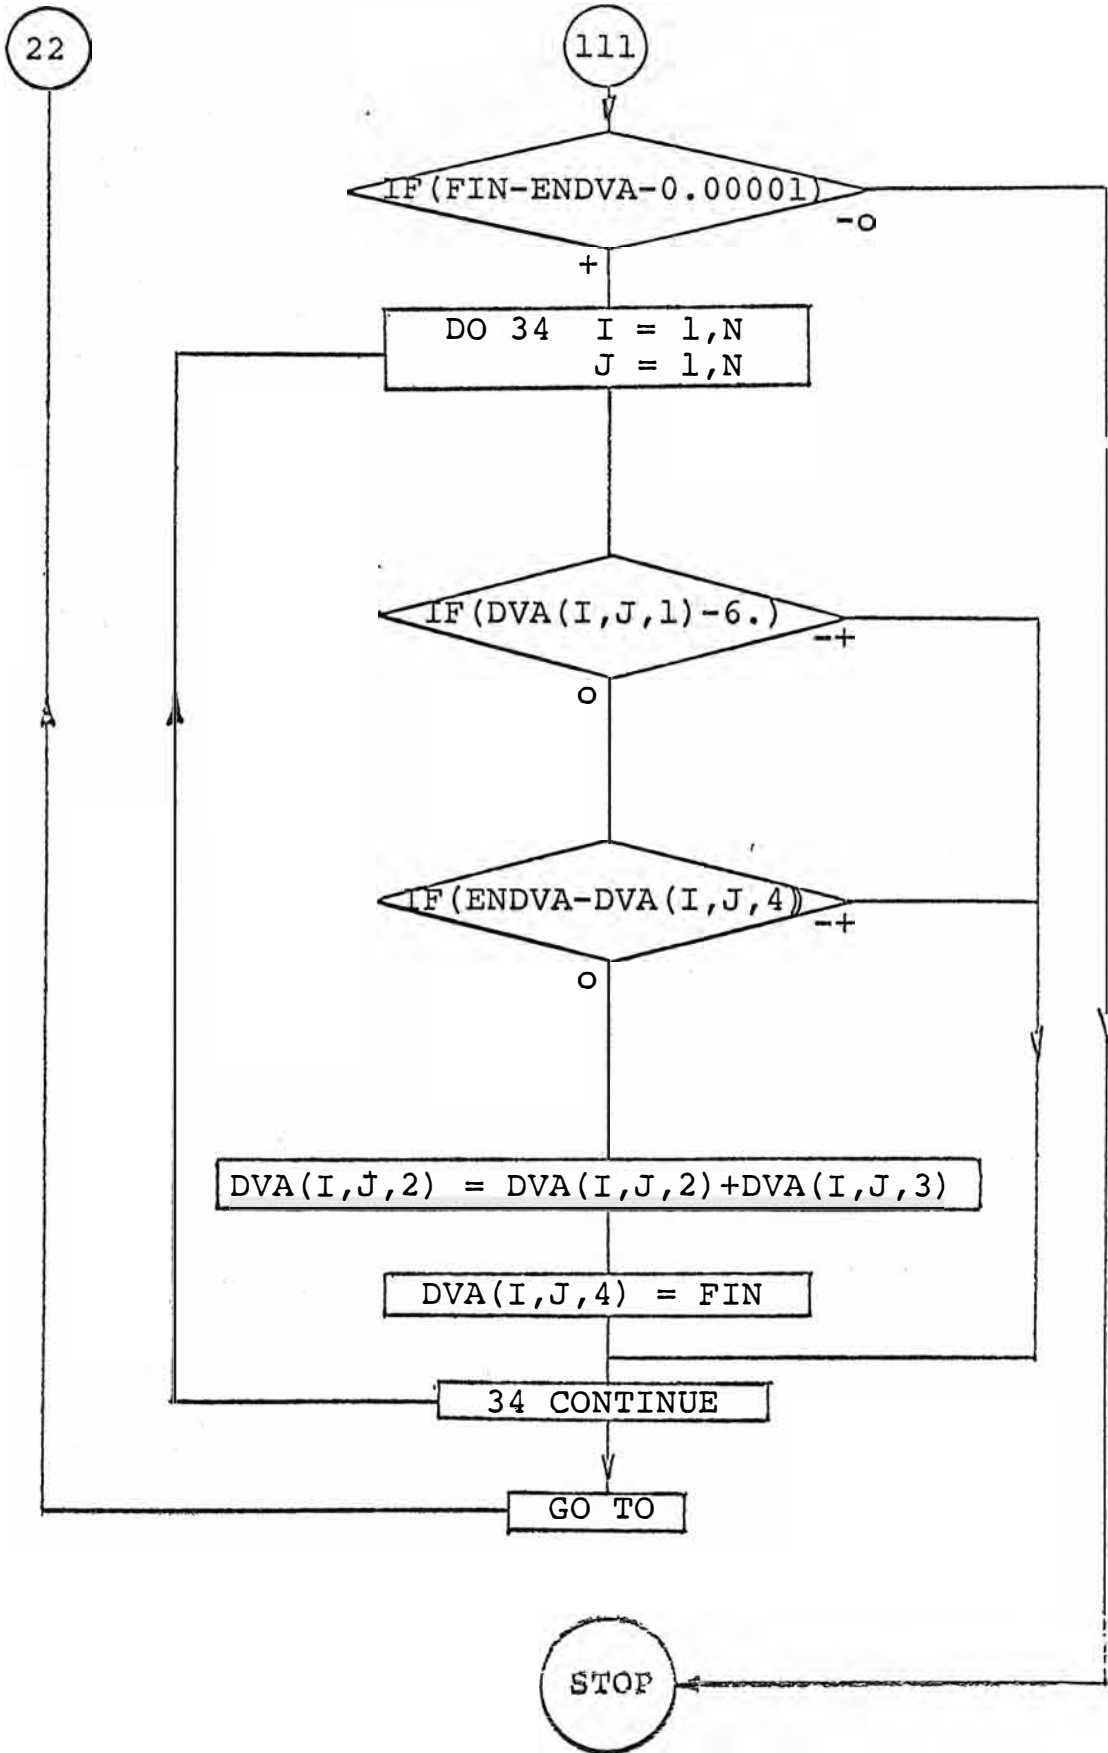 22
111
IF(FIN-ENDVA-0.00001)
-o
+
DO 34 I = 1,N
J = 1,N
IF(DVA(I,J,1)-6.)
-+
o
IF(ENDVA-DVA(I,J,4)
-+
o
DVA(I,J,2) = DVA(I,J,2)+DVA(I,J,3)
DVA(I,J,4) = FIN
34 CONTINUE
GO TO
STOP